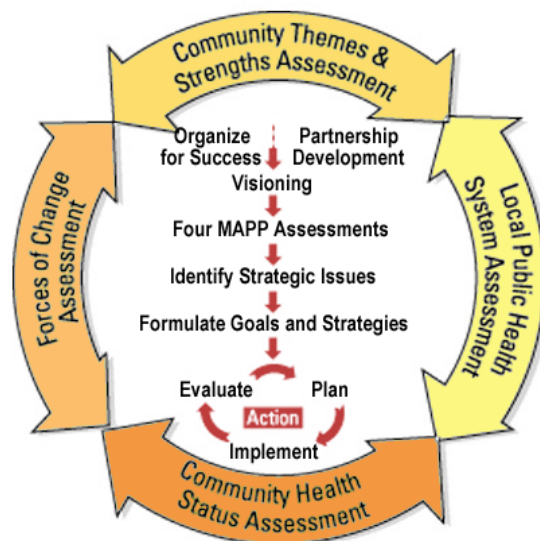 Community Themes &
Strengths Assessment
Organize
for Success
Partnership
Development
Visioning
Four MAPP Assessments
Identify Strategic Issues
Formulate Goals and Strategies
Evaluate
Plan
Action
Implement
Local Public Health
System Assessment
Community Health
Status Assessment
Forces of Change
Assessment